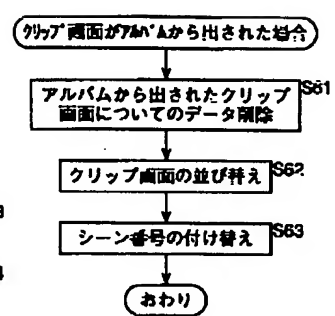 クリップ画面がアルバムから出された場合
アルバムから出されたクリップ
画面についてのデータ削除
S61
クリップ画面の並び替え
S62
シーン番号の付け替え
S63
おわり